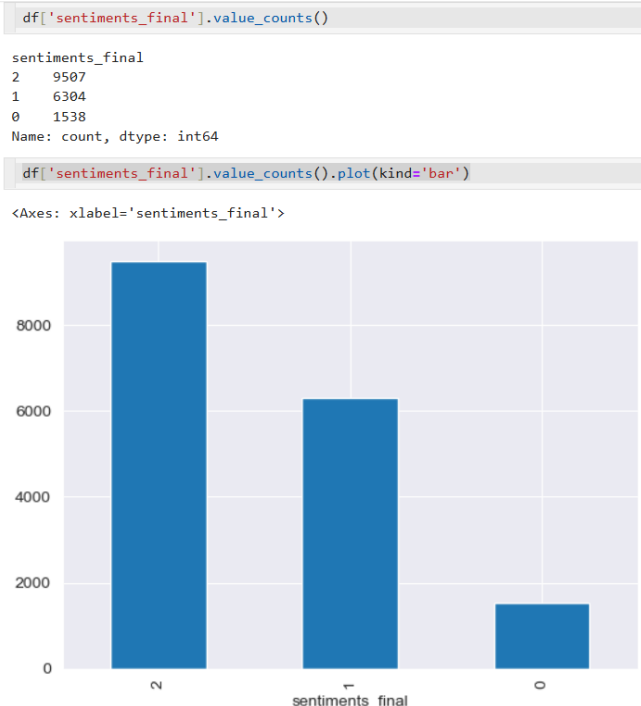 df['sentiments_final'].value_counts()
sentiments_final
2    9507
1    6304
0    1538
Name: count, dtype: int64
df['sentiments_final'].value_counts().plot(kind='bar')
<Axes: xlabel='sentiments_final'>
8000
6000
4000
2000
0
2 1 0
sentiments_final